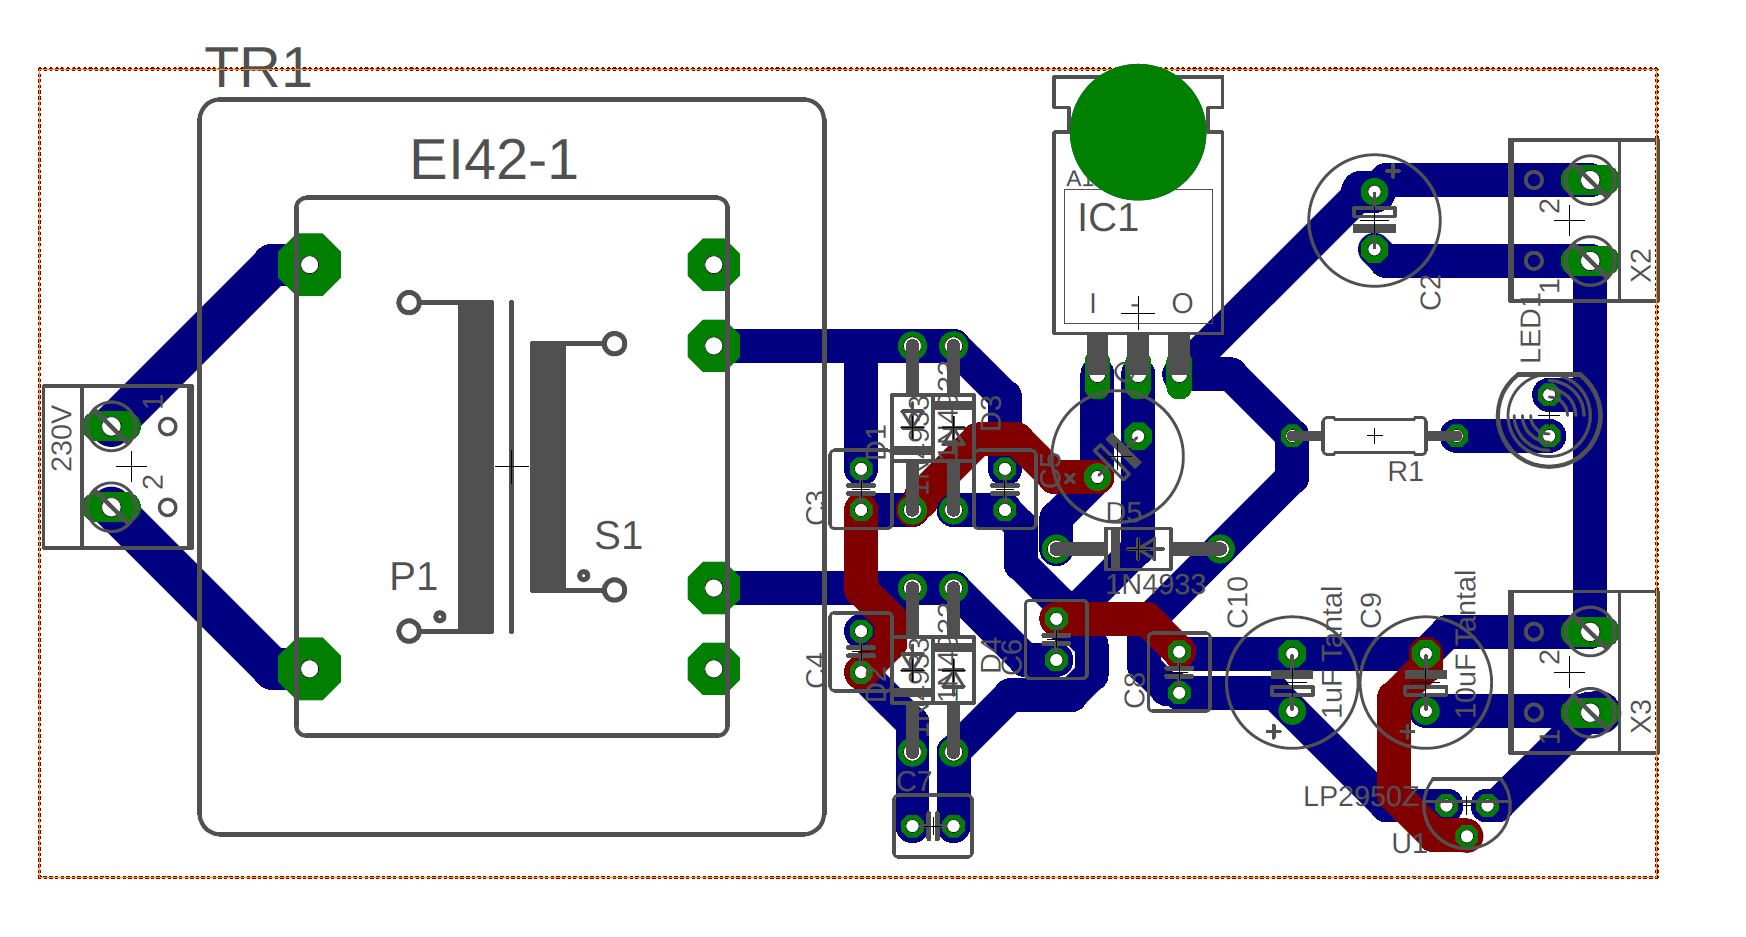 TR1
EI42-1
P1
S1
230V
1
2
IC1
I
-
O
+
C2
2
1
X2
LED1
R1
D1
D3
C3
C5
D5
1N4933
C4
D2
D4
C6
C7
C8
C10
1uF Tantal
+
C9
10uF Tantal
+
2
1
X3
LP2950Z
U1